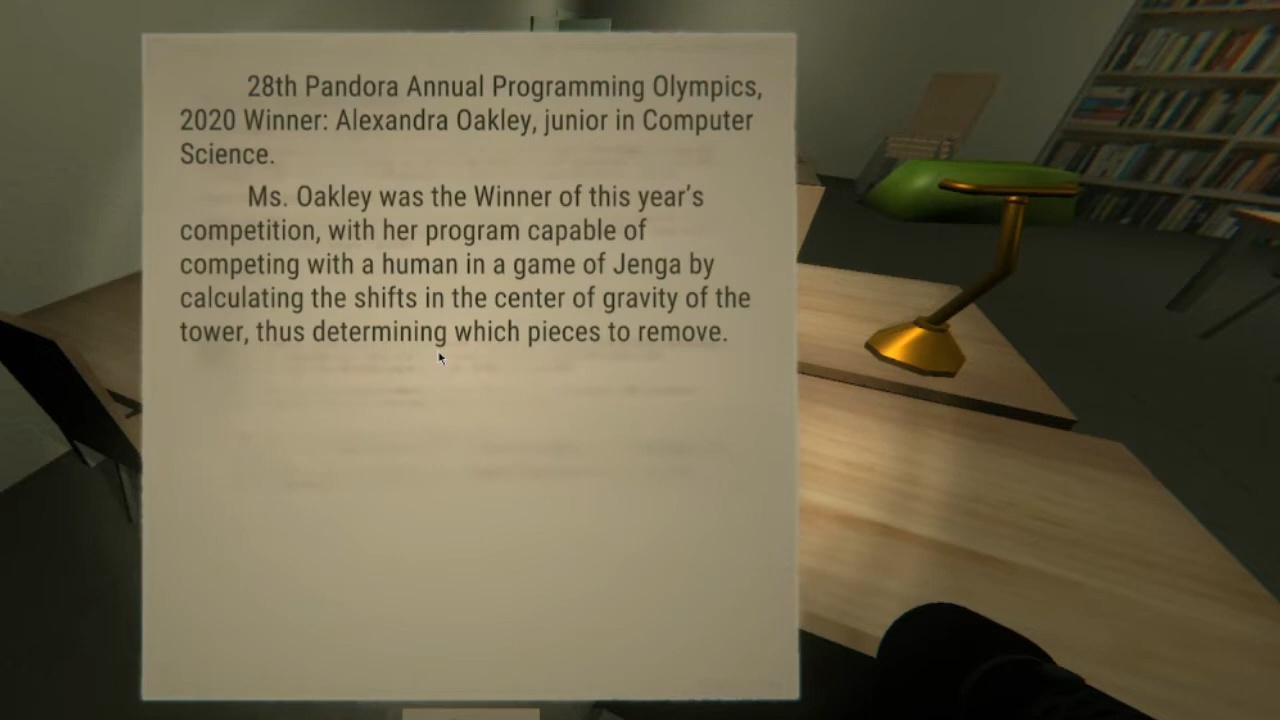 28th Pandora Annual Programming Olympics,
2020 Winner: Alexandra Oakley, junior in Computer
Science.
Ms. Oakley was the Winner of this year's
competition, with her program capable of
competing with a human in a game of Jenga by
calculating the shifts in the center of gravity of the
tower, thus determining which pieces to remove.